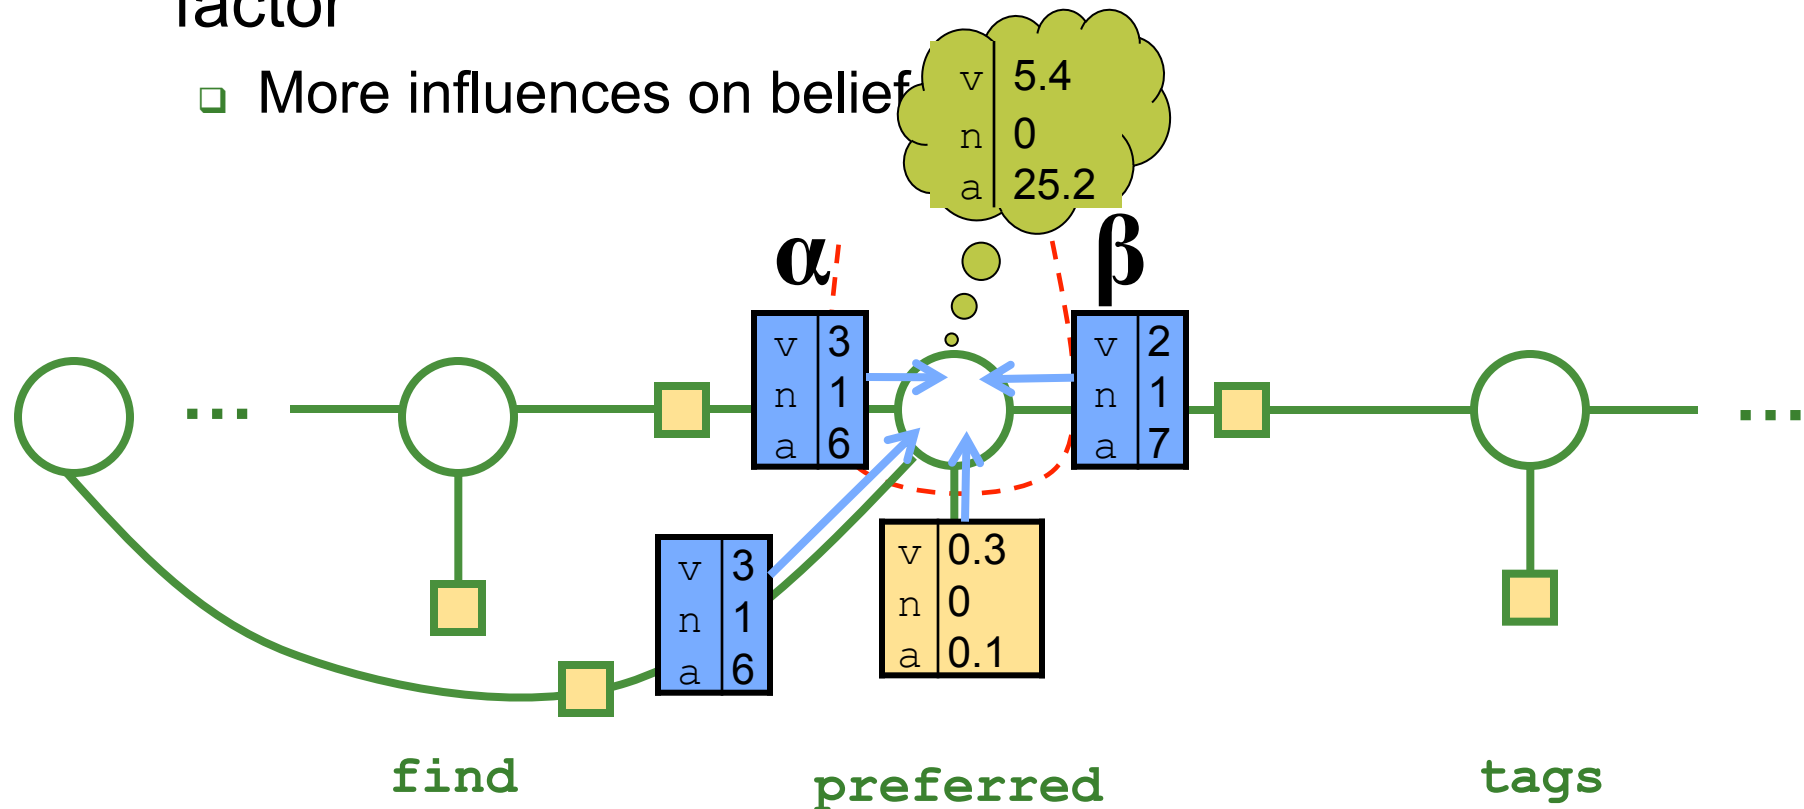 factor
❑ More influences on belief
v 5.4
n 0
a 25.2
α
β
v 3
n 1
a 6
v 2
n 1
a 7
...
...
v 3
n 1
a 6
v 0.3
n 0
a 0.1
find
preferred
tags